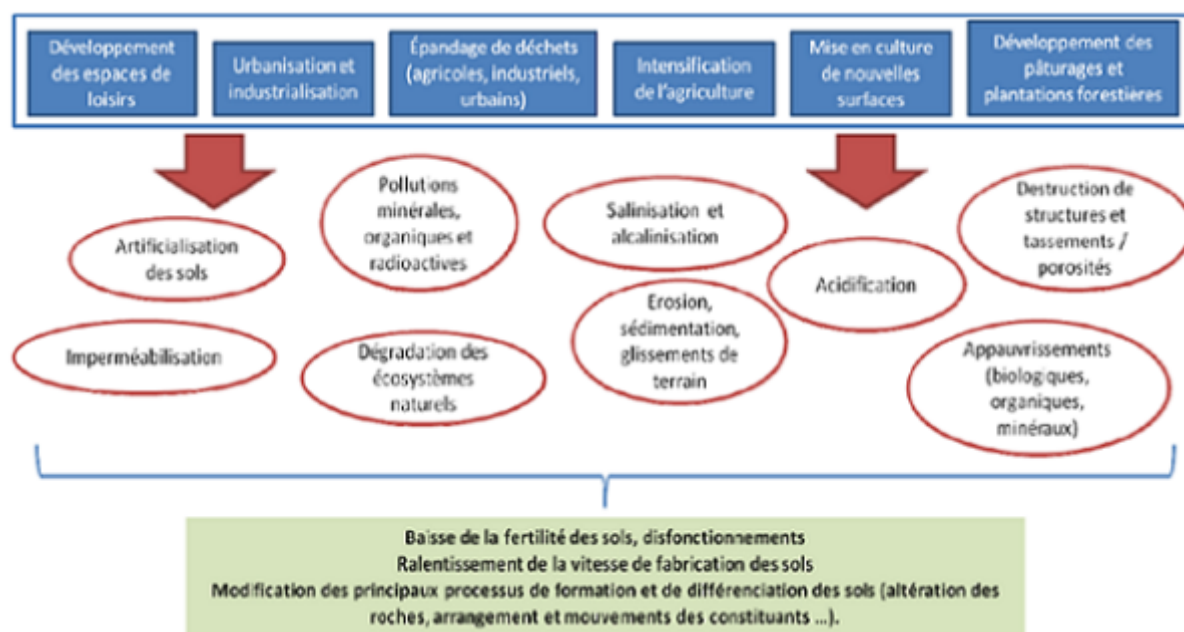 Développement
des espaces de
loisirs
Urbanisation et
industrialisation
Épandage de déchets
(agricoles, industriels,
urbains)
Intensification
de l'agriculture
Mise en culture
de nouvelles
surfaces
Développement des
pâturages et
plantations forestières
Artificialisation
des sols
Pollutions
minérales,
organiques et
radioactives
Salinisation et
alcalinisation
Acidification
Destruction de
structures et
tassements /
porosités
Imperméabilisation
Dégradation des
écosystèmes
naturels
Erosion,
sédimentation,
glissements de
terrain
Appauvrissements
(biologiques,
organiques,
minéraux)
Baisse de la fertilité des sols, disfonctionnements
Ralentissement de la vitesse de fabrication des sols
Modification des principaux processus de formation et de différenciation des sols (altération des
roches, arrangement et mouvements des constituants ...).